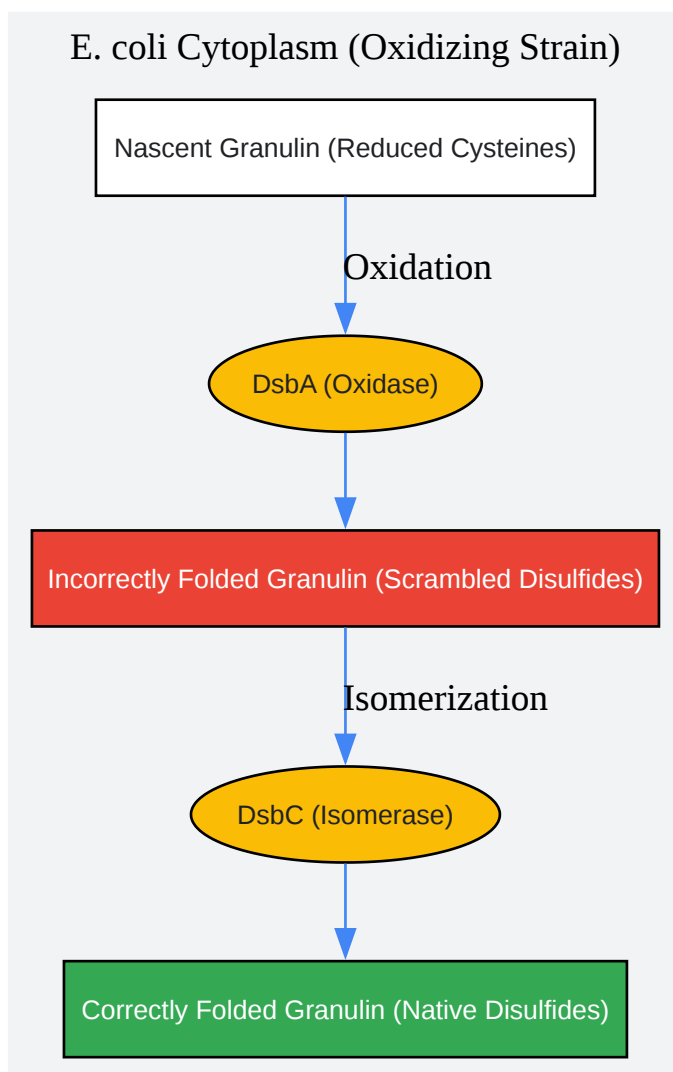 E. coli Cytoplasm (Oxidizing Strain)
Nascent Granulin (Reduced Cysteines)
Oxidation
DsbA (Oxidase)
Incorrectly Folded Granulin (Scrambled Disulfides)
Isomerization
DsbC (Isomerase)
Correctly Folded Granulin (Native Disulfides)